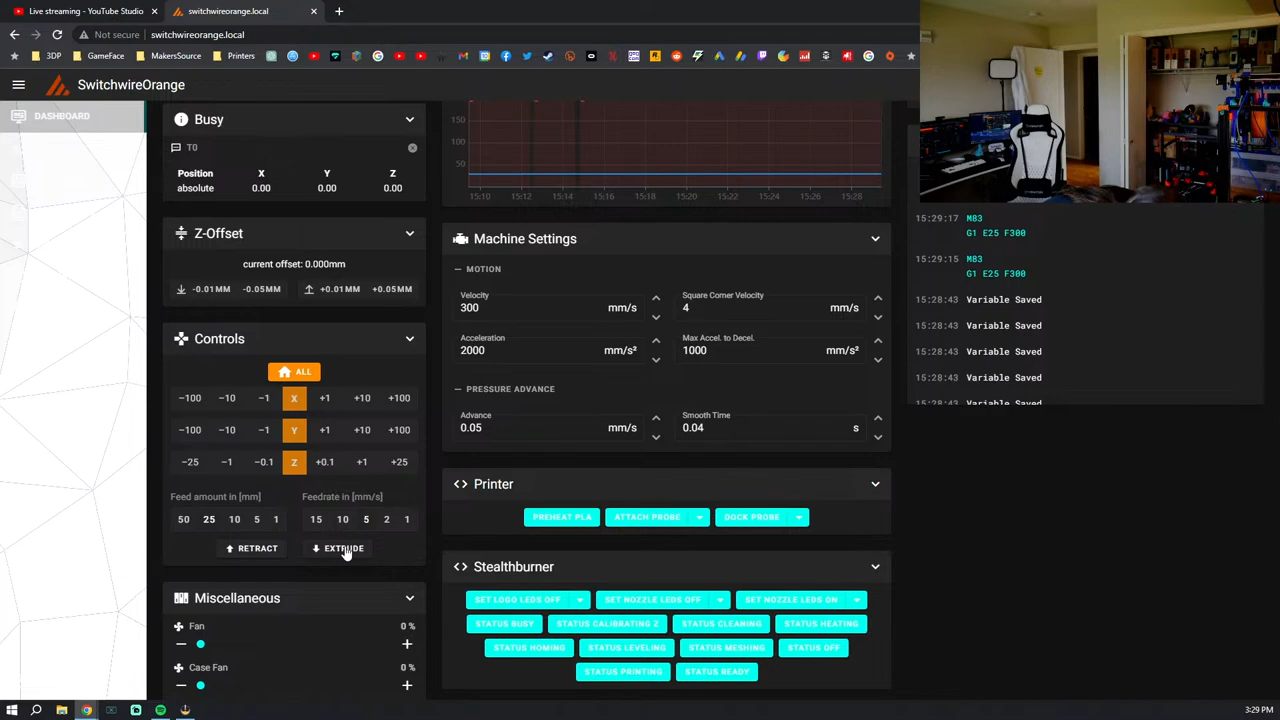 Live streaming - YouTube Studio
switchwireorange.local
Not secure
switchwireorange.local
3DP
GameFace
MakersSource
Printers
SwitchwireOrange
DASHBOARD
Busy
T0
Position
X
Y
Z
absolute
0.00
0.00
0.00
Z-Offset
current offset: 0.000mm
-0.01MM
-0.05MM
+0.01MM
+0.05MM
Controls
ALL
−100
−10
−1
X
+1
+10
+100
−100
−10
−1
Y
+1
+10
+100
−25
−1
−0.1
Z
+0.1
+1
+25
Feed amount in [mm]
Feedrate in [mm/s]
50
25
10
5
1
15
10
5
2
1
RETRACT
EXTRUDE
Miscellaneous
Fan
0 %
Case Fan
0 %
150
100
50
15:10
15:12
15:14
15:16
15:18
15:20
15:22
15:24
15:26
15:28
Machine Settings
MOTION
Velocity
300
mm/s
Square Corner Velocity
4
mm/s
Acceleration
2000
mm/s²
Max Accel. to Decel.
1000
mm/s²
PRESSURE ADVANCE
Advance
0.05
mm/s
Smooth Time
0.04
s
Printer
PREHEAT PLA
ATTACH PROBE
DOCK PROBE
Stealthburner
SET LOGO LEDS OFF
SET NOZZLE LEDS OFF
SET NOZZLE LEDS ON
STATUS BUSY
STATUS CALIBRATING Z
STATUS CLEANING
STATUS HEATING
STATUS HOMING
STATUS LEVELING
STATUS MESHING
STATUS OFF
STATUS PRINTING
STATUS READY
15:29:17
M83
G1 E25 F300
15:29:15
M83
G1 E25 F300
15:28:43
Variable Saved
15:28:43
Variable Saved
15:28:43
Variable Saved
15:28:43
Variable Saved
15:28:43
Variable Saved
3:29 PM